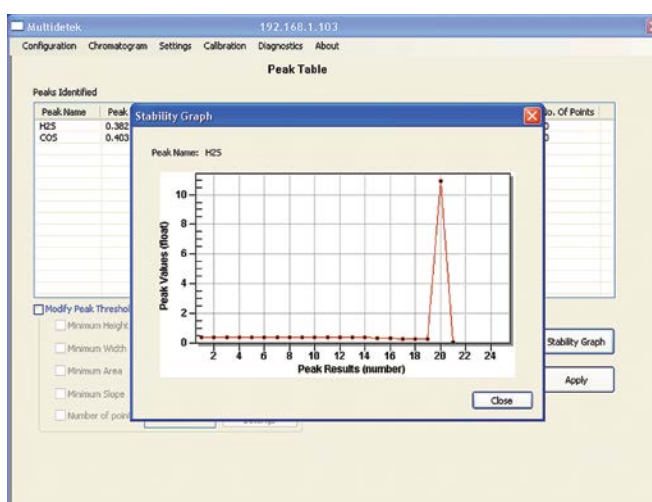 Multidetek 192.168.1.103
Configuration Chromatogram Settings Calibration Diagnostics About
Peak Table
Peaks Identified
Peak Name Peak No. Of Points
H2S 0.382
COS 0.403
Stability Graph
Peak Name: H2S
Peak Values (float)
10
8
6
4
2
0
2 4 6 8 10 12 14 16 18 20 22 24
Peak Results (number)
Close
Modify Peak Threshol
Minimum Height
Minimum Width
Minimum Area
Minimum Slope
Number of poin
Stability Graph
Apply